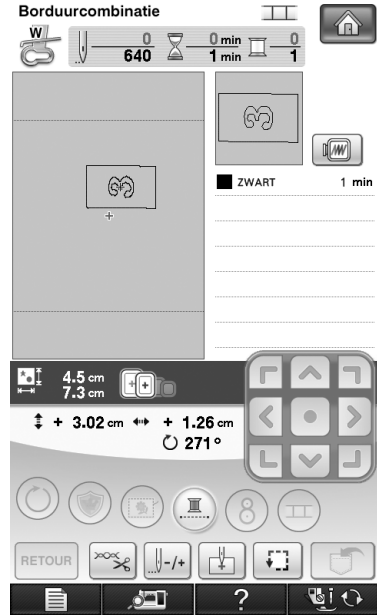 Borduurcombinatie
W
0 0 min 0
640 1 min 1
ZWART 1 min
4.5 cm
7.3 cm
+ 3.02 cm + 1.26 cm
271°
RETOUR -/+
?